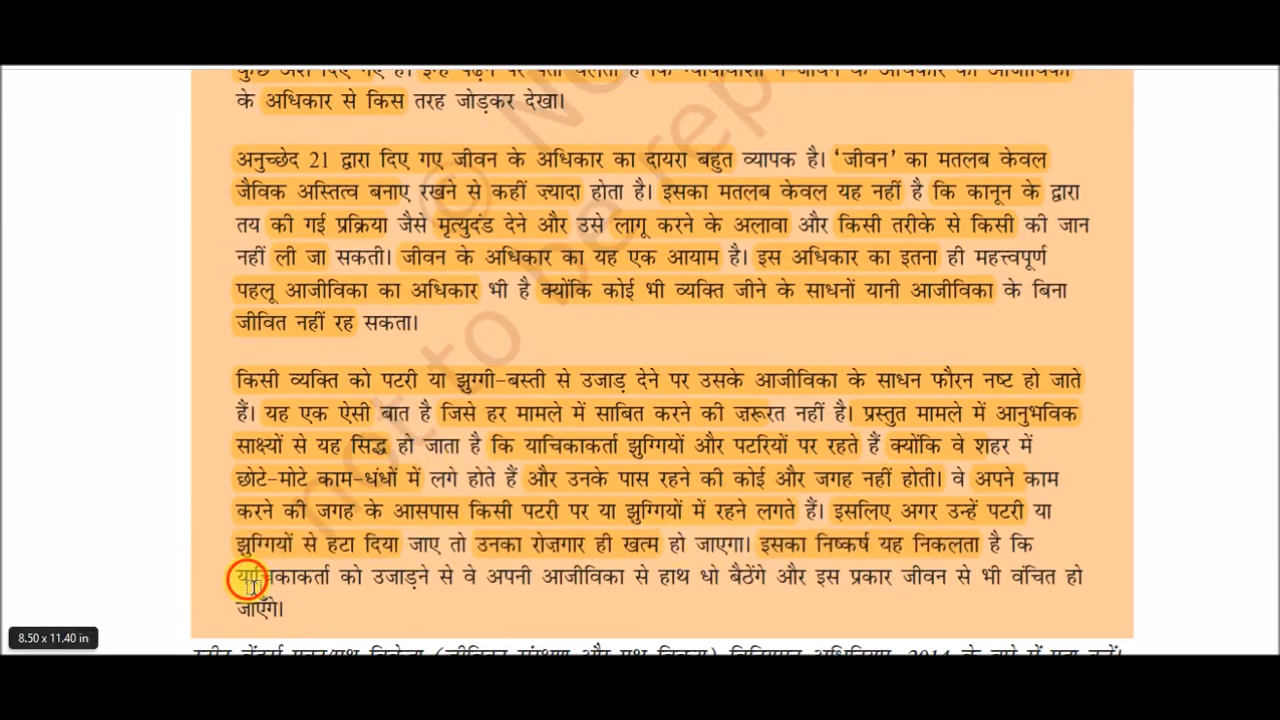 के अधिकार से किस तरह जोड़कर देखा।
अनुच्छेद 21 द्वारा दिए गए जीवन के अधिकार का दायरा बहुत व्यापक है। ‘जीवन’ का मतलब केवल
जैविक अस्तित्व बनाए रखने से कहीं ज्यादा होता है। इसका मतलब केवल यह नहीं है कि कानून के द्वारा
तय की गई प्रक्रिया जैसे मृत्युदंड देने और उसे लागू करने के अलावा और किसी तरीके से किसी की जान
नहीं ली जा सकती। जीवन के अधिकार का यह एक आयाम है। इस अधिकार का इतना ही महत्त्वपूर्ण
पहलू आजीविका का अधिकार भी है क्योंकि कोई भी व्यक्ति जीने के साधनों यानी आजीविका के बिना
जीवित नहीं रह सकता।
किसी व्यक्ति को पटरी या झुग्गी-बस्ती से उजाड़ देने पर उसके आजीविका के साधन फौरन नष्ट हो जाते
हैं। यह एक ऐसी बात है जिसे हर मामले में साबित करने की ज़रूरत नहीं है। प्रस्तुत मामले में आनुभविक
साक्ष्यों से यह सिद्ध हो जाता है कि याचिकाकर्ता झुग्गियों और पटरियों पर रहते हैं क्योंकि वे शहर में
छोटे-मोटे काम-धंधों में लगे होते हैं और उनके पास रहने की कोई और जगह नहीं होती। वे अपने काम
करने की जगह के आसपास किसी पटरी पर या झुग्गियों में रहने लगते हैं। इसलिए अगर उन्हें पटरी या
झुग्गियों से हटा दिया जाए तो उनका रोज़गार ही खत्म हो जाएगा। इसका निष्कर्ष यह निकलता है कि
याचिकाकर्ता को उजाड़ने से वे अपनी आजीविका से हाथ धो बैठेंगे और इस प्रकार जीवन से भी वंचित हो
जाएँगे।
8.50 x 11.40 in
not to be rep